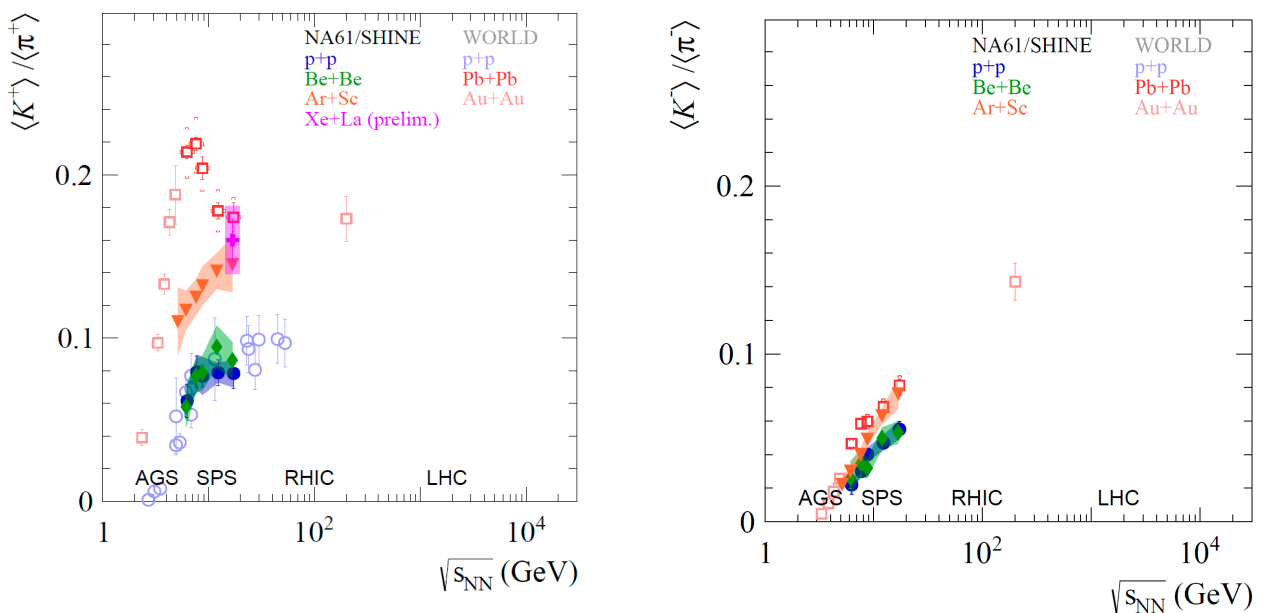 ⟨K⁺⟩/⟨π⁺⟩
NA61/SHINE WORLD
p+p p+p
Be+Be Pb+Pb
Ar+Sc Au+Au
Xe+La (prelim.)
0.2
0.1
0
AGS SPS RHIC LHC
1 10 10² 10⁴
√s_NN (GeV)
⟨K⁻⟩/⟨π⁻⟩
NA61/SHINE WORLD
p+p p+p
Be+Be Pb+Pb
Ar+Sc Au+Au
0.2
0.1
0
AGS SPS RHIC LHC
1 10 10² 10⁴
√s_NN (GeV)